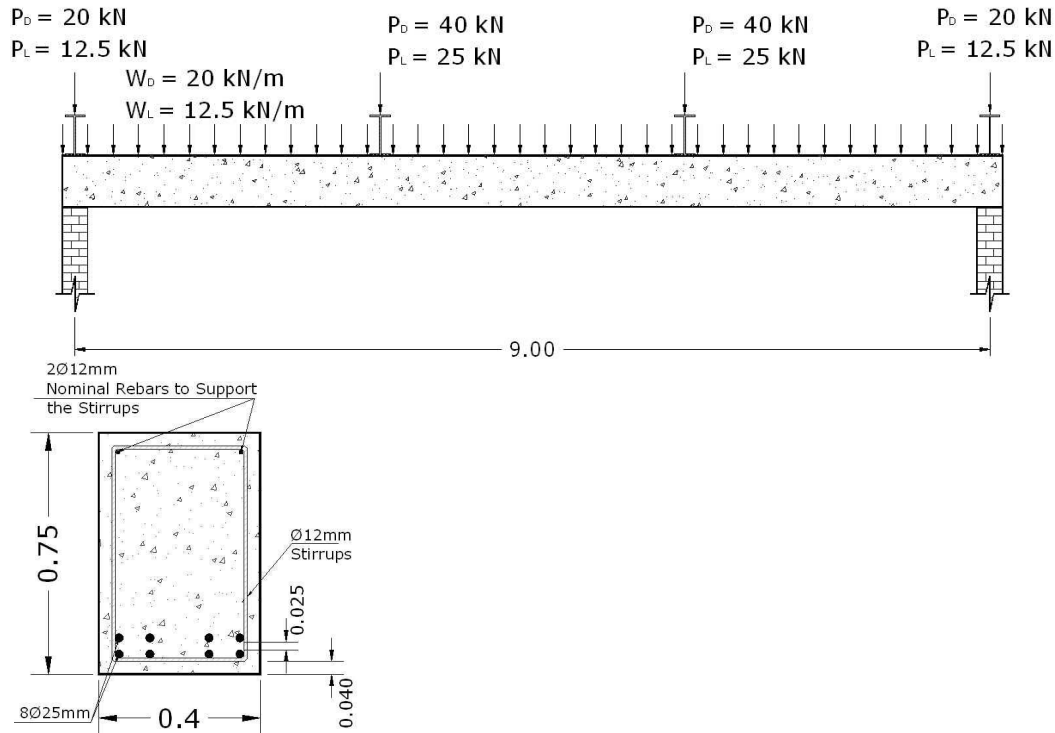 P_D = 20 kN
P_L = 12.5 kN
W_D = 20 kN/m
W_L = 12.5 kN/m
P_D = 40 kN
P_L = 25 kN
P_D = 40 kN
P_L = 25 kN
P_D = 20 kN
P_L = 12.5 kN
9.00
2Ø12mm
Nominal Rebars to Support
the Stirrups
0.75
Ø12mm
Stirrups
0.025
0.040
8Ø25mm
0.4